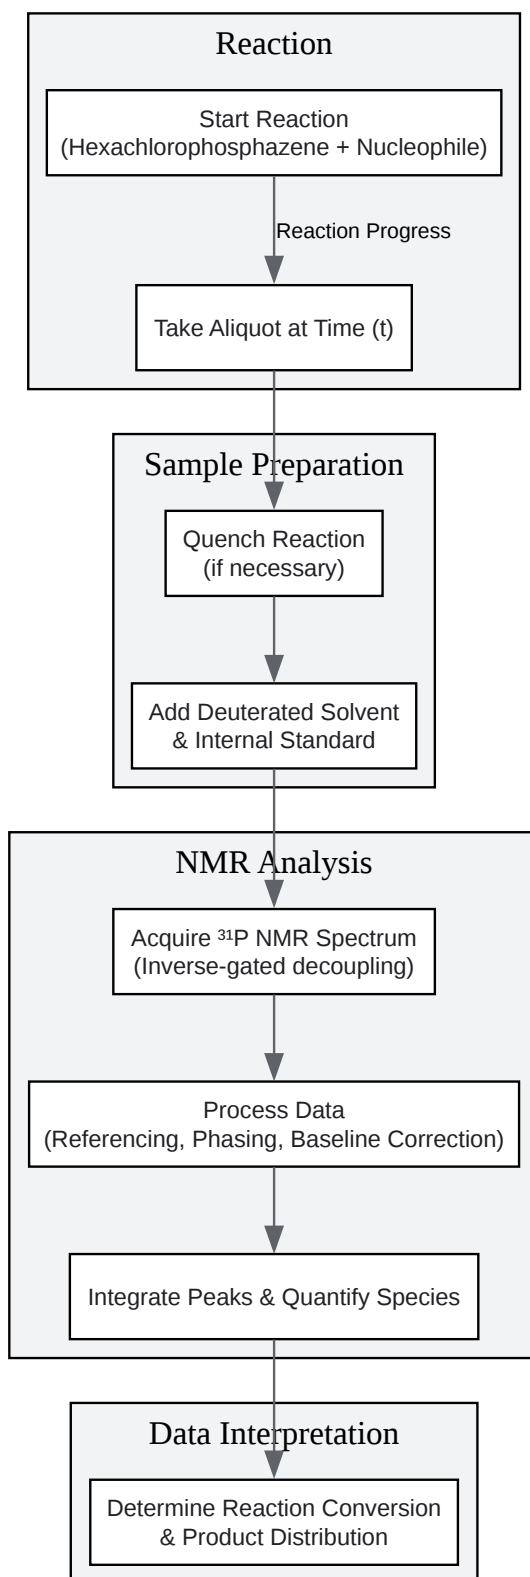 Reaction
Start Reaction
(Hexachlorophosphazene + Nucleophile)
Reaction Progress
Take Aliquot at Time (t)
Sample Preparation
Quench Reaction
(if necessary)
Add Deuterated Solvent
& Internal Standard
NMR Analysis
Acquire ³¹P NMR Spectrum
(Inverse-gated decoupling)
Process Data
(Referencing, Phasing, Baseline Correction)
Integrate Peaks & Quantify Species
Data Interpretation
Determine Reaction Conversion
& Product Distribution